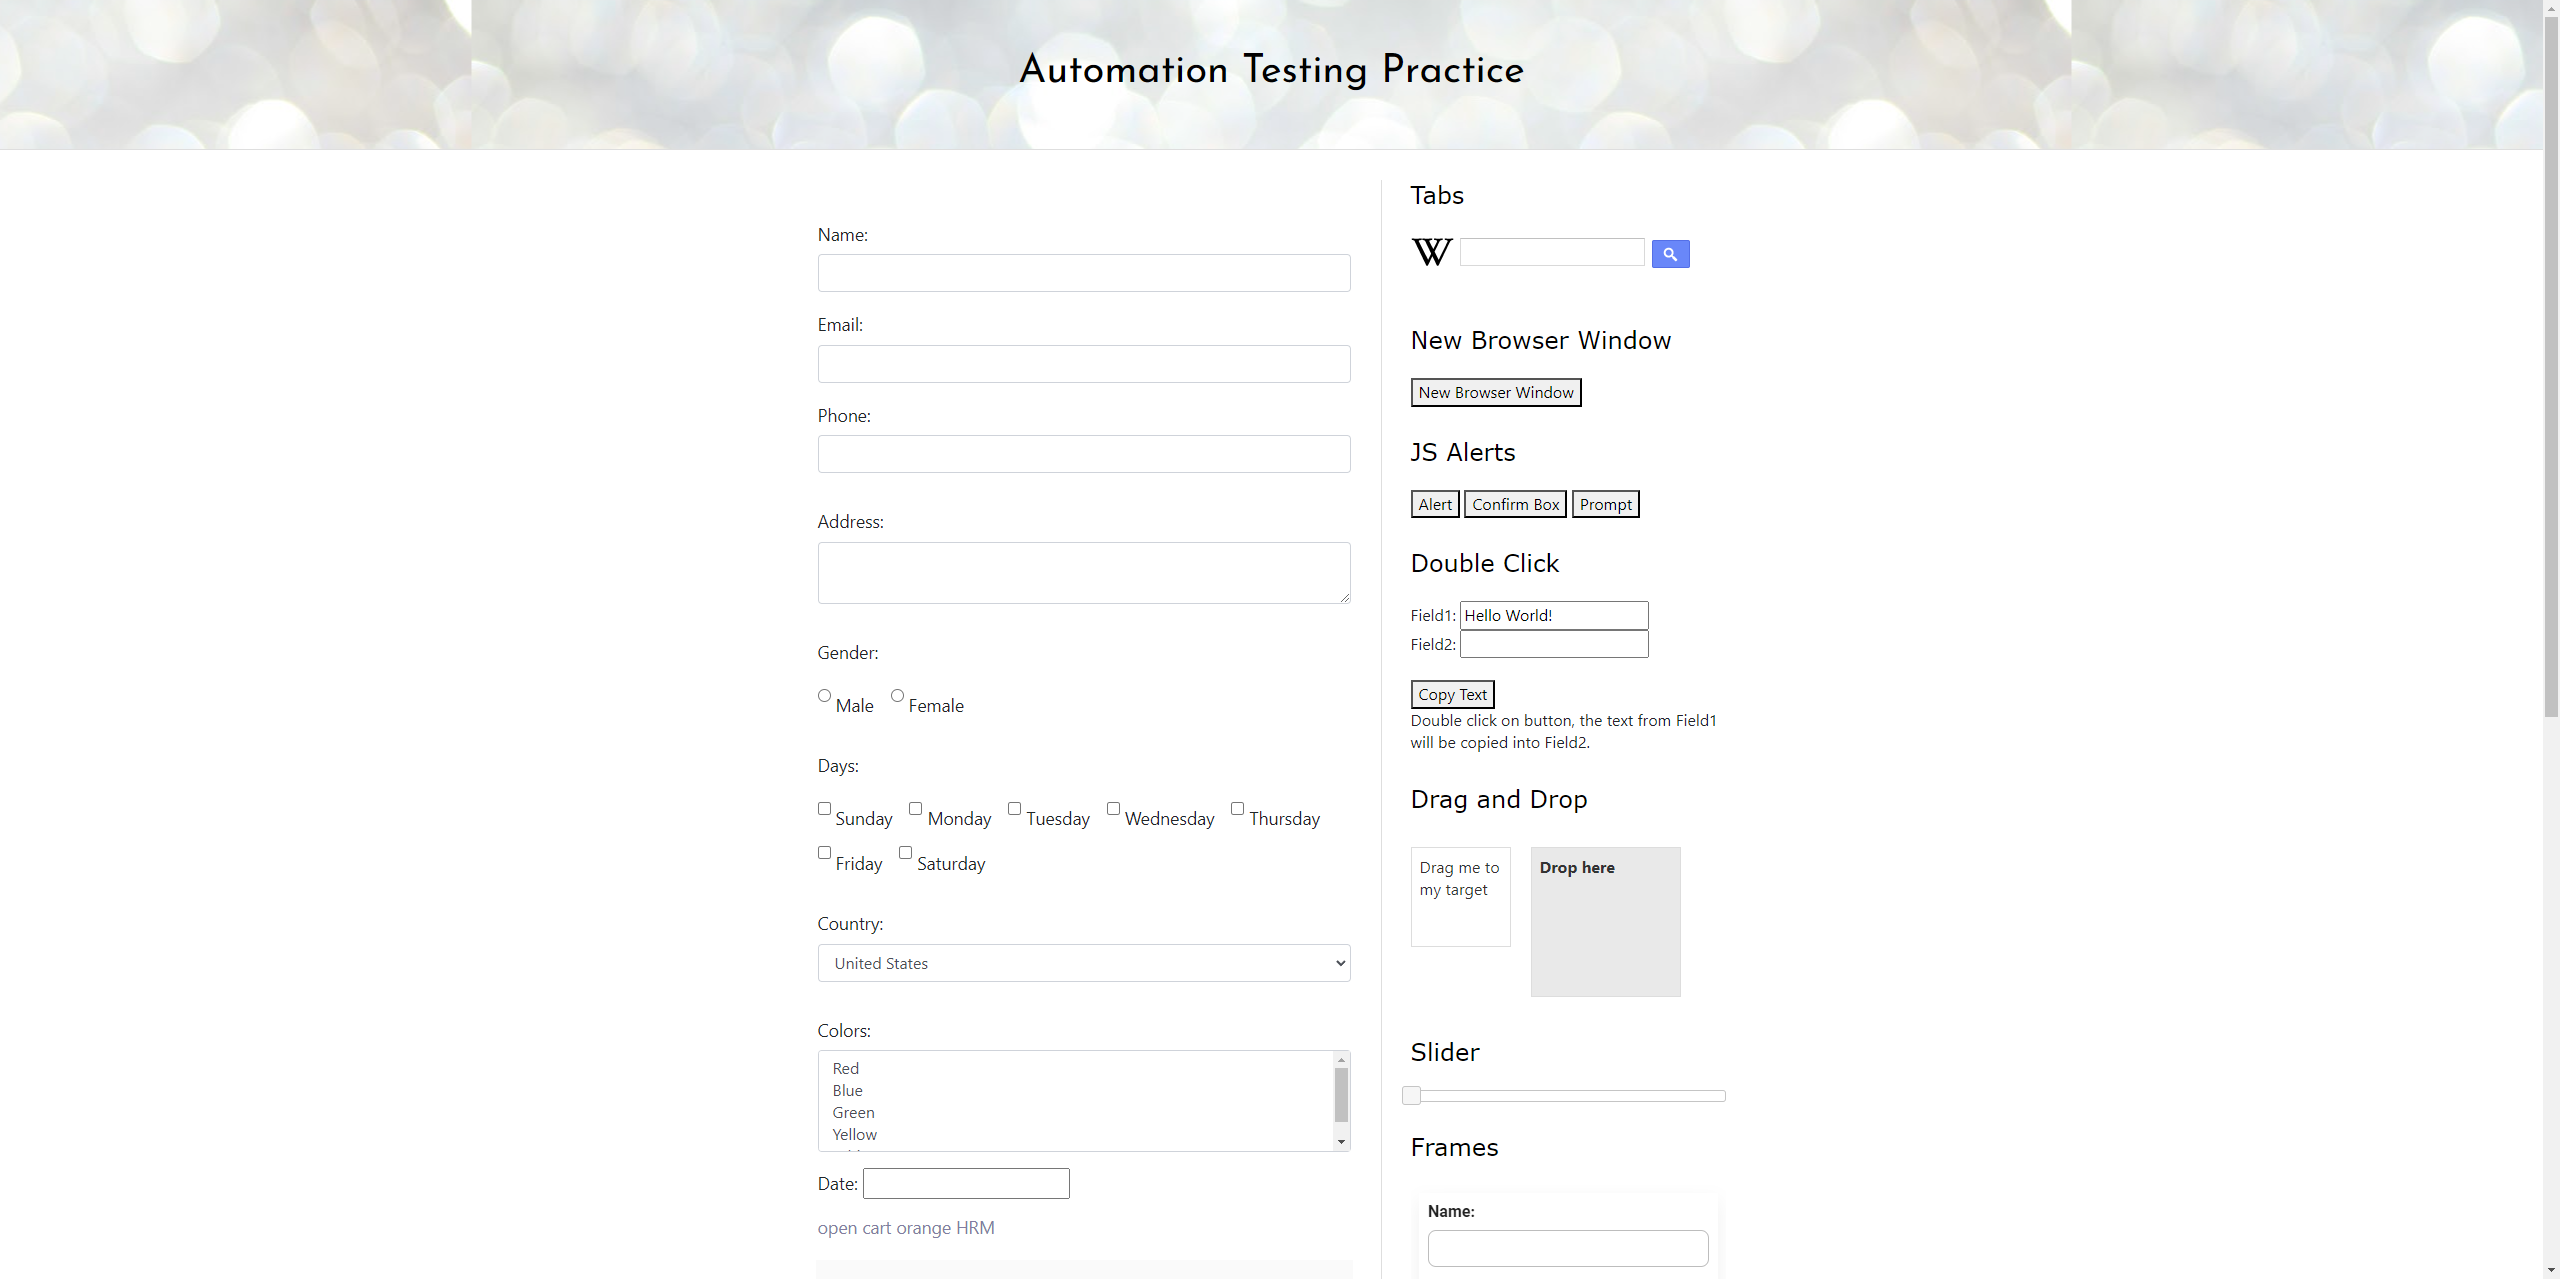 Automation Testing Practice
Name:
Email:
Phone:
Address:
Gender:
Male Female
Days:
Sunday Monday Tuesday Wednesday Thursday
Friday Saturday
Country:
United States
Colors:
Red
Blue
Green
Yellow
Date:
open cart orange HRM
Tabs
W
New Browser Window
New Browser Window
JS Alerts
Alert Confirm Box Prompt
Double Click
Field1: Hello World!
Field2:
Copy Text
Double click on button, the text from Field1
will be copied into Field2.
Drag and Drop
Drag me to
my target
Drop here
Slider
Frames
Name: